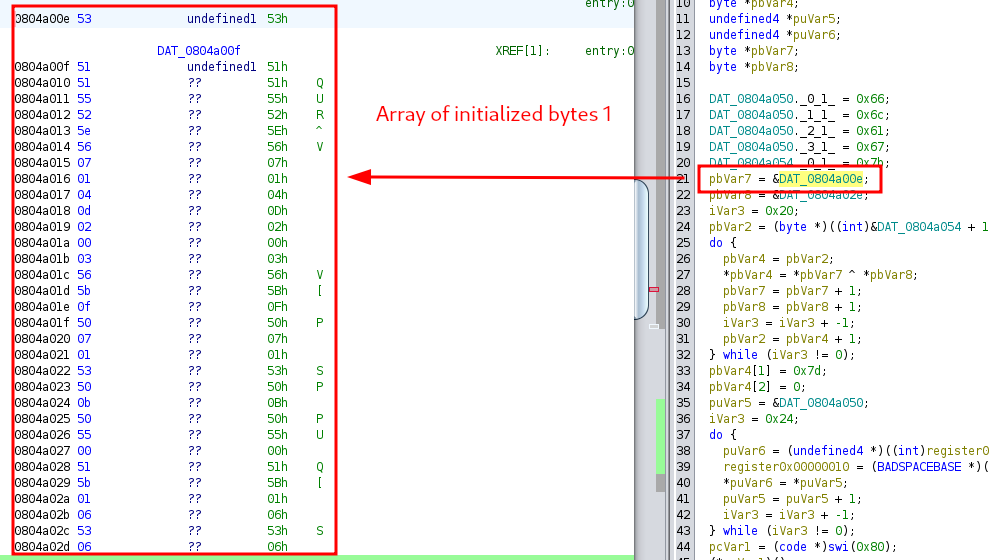 entry:0
0804a00e 53 undefined1 53h
DAT_0804a00f XREF[1]: entry:0
0804a00f 51 undefined1 51h
0804a010 51 ?? 51h Q
0804a011 55 ?? 55h U
0804a012 52 ?? 52h R
0804a013 5e ?? 5Eh ^
0804a014 56 ?? 56h V
0804a015 07 ?? 07h
0804a016 01 ?? 01h
0804a017 04 ?? 04h
0804a018 0d ?? 0Dh
0804a019 02 ?? 02h
0804a01a 00 ?? 00h
0804a01b 03 ?? 03h
0804a01c 56 ?? 56h V
0804a01d 5b ?? 5Bh [
0804a01e 0f ?? 0Fh
0804a01f 50 ?? 50h P
0804a020 07 ?? 07h
0804a021 01 ?? 01h
0804a022 53 ?? 53h S
0804a023 50 ?? 50h P
0804a024 0b ?? 0Bh
0804a025 50 ?? 50h P
0804a026 55 ?? 55h U
0804a027 00 ?? 00h
0804a028 51 ?? 51h Q
0804a029 5b ?? 5Bh [
0804a02a 01 ?? 01h
0804a02b 06 ?? 06h
0804a02c 53 ?? 53h S
0804a02d 06 ?? 06h
Array of initialized bytes 1
10 byte *pbVar4;
11 undefined4 *puVar5;
12 undefined4 *puVar6;
13 byte *pbVar7;
14 byte *pbVar8;
15
16 DAT_0804a050._0_1_ = 0x66;
17 DAT_0804a050._1_1_ = 0x6c;
18 DAT_0804a050._2_1_ = 0x61;
19 DAT_0804a050._3_1_ = 0x67;
20 DAT_0804a054._0_1_ = 0x7b;
21 pbVar7 = &DAT_0804a00e;
22 pbVar8 = &DAT_0804a02e;
23 iVar3 = 0x20;
24 pbVar2 = (byte *)((int)&DAT_0804a054 + 1
25 do {
26 pbVar4 = pbVar2;
27 *pbVar4 = *pbVar7 ^ *pbVar8;
28 pbVar7 = pbVar7 + 1;
29 pbVar8 = pbVar8 + 1;
30 iVar3 = iVar3 + -1;
31 pbVar2 = pbVar4 + 1;
32 } while (iVar3 != 0);
33 pbVar4[1] = 0x7d;
34 pbVar4[2] = 0;
35 puVar5 = &DAT_0804a050;
36 iVar3 = 0x24;
37 do {
38 puVar6 = (undefined4 *)((int)register0
39 register0x00000010 = (BADSPACEBASE *)(
40 *puVar6 = *puVar5;
41 puVar5 = puVar5 + 1;
42 iVar3 = iVar3 + -1;
43 } while (iVar3 != 0);
44 pcVar1 = (code *)swi(0x80);